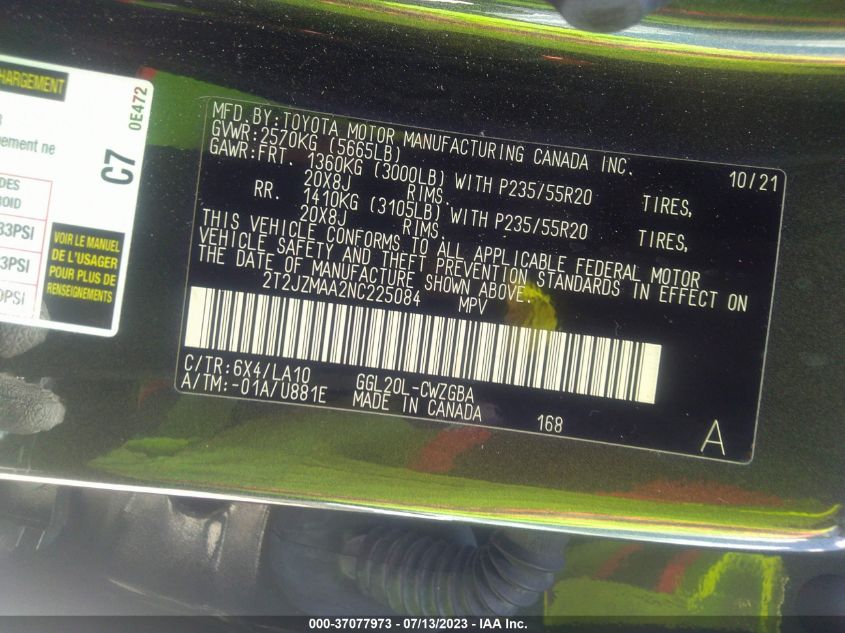 HARGEMENT
R
gement ne
DES
OID
33PSI
3PSI
0PSI
C7
0E472
VOIR LE MANUEL
DE L'USAGER
POUR PLUS DE
RENSEIGNEMENTS
MFD.BY:TOYOTA MOTOR MANUFACTURING CANADA INC. 10/21
GVWR:2570KG (5665LB)
GAWR:FRT. 1360KG (3000LB) WITH P235/55R20 TIRES,
20X8J RIMS.
RR. 1410KG (3105LB) WITH P235/55R20 TIRES,
20X8J RIMS.
THIS VEHICLE CONFORMS TO ALL APPLICABLE FEDERAL MOTOR
VEHICLE SAFETY AND THEFT PREVENTION STANDARDS IN EFFECT ON
THE DATE OF MANUFACTURE SHOWN ABOVE.
2T2JZMAA2NC225084 MPV
C/TR:6X4/LA10 GGL20L-CWZGBA
A/TM:-01A/U881E MADE IN CANADA 168 A
000-37077973 - 07/13/2023 - IAA Inc.